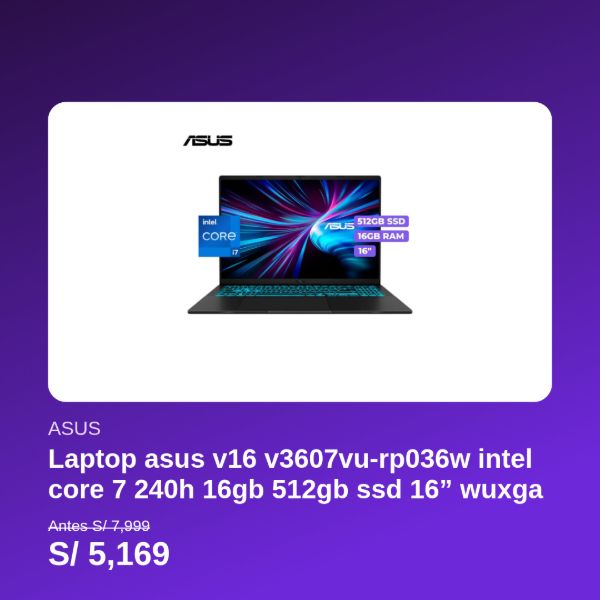 ASUS
intel
CORE
i7
ASUS
512GB SSD
16GB RAM
16"
ASUS
Laptop asus v16 v3607vu-rp036w intel
core 7 240h 16gb 512gb ssd 16” wuxga
Antes S/ 7,999
S/ 5,169